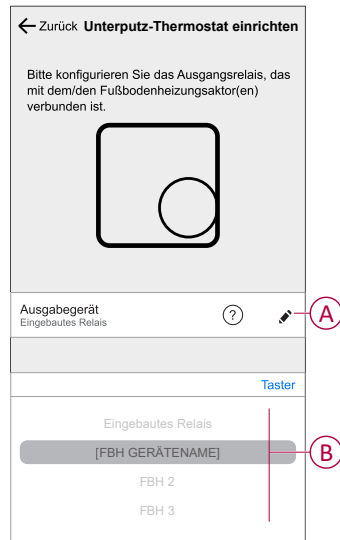 Zurück Unterputz-Thermostat einrichten
Bitte konfigurieren Sie das Ausgangsrelais, das
mit dem/den Fußbodenheizungsaktor(en)
verbunden ist.
Ausgabegerät
Eingebautes Relais
?
A
Taster
Eingebautes Relais
[FBH GERÄTENAME]
B
FBH 2
FBH 3